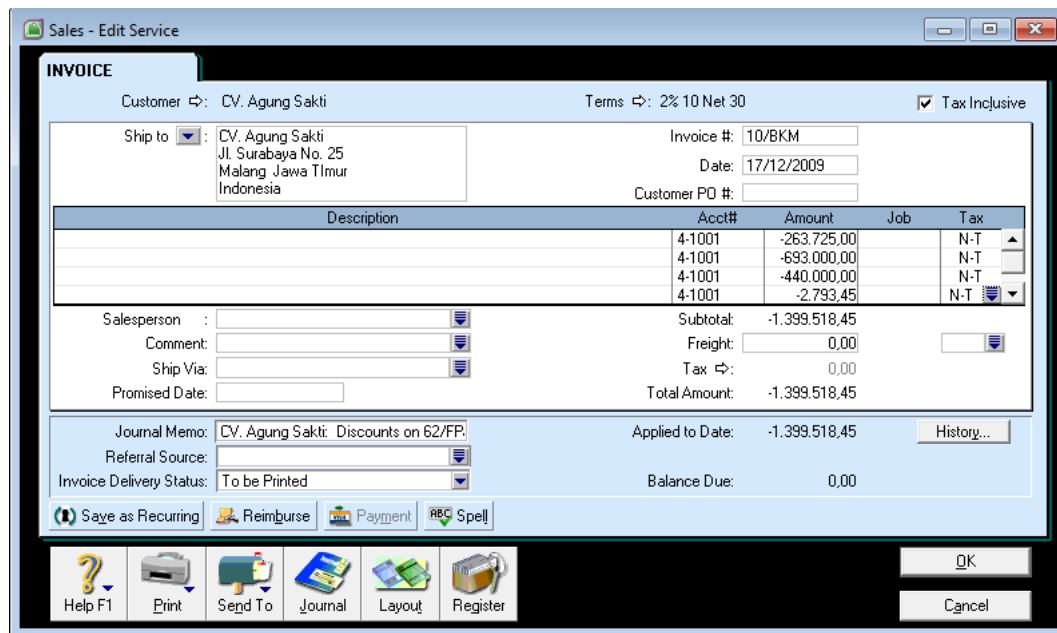 Sales - Edit Service
INVOICE
Customer ⇨: CV. Agung Sakti
Terms ⇨: 2% 10 Net 30
Tax Inclusive
Ship to : CV. Agung Sakti
Jl. Surabaya No. 25
Malang Jawa TImur
Indonesia
Invoice #: 10/BKM
Date: 17/12/2009
Customer PO #:
Description Acct# Amount Job Tax
4-1001 -263.725,00 N-T
4-1001 -693.000,00 N-T
4-1001 -440.000,00 N-T
4-1001 -2.793,45 N-T
Salesperson :
Comment:
Ship Via:
Promised Date:
Subtotal: -1.399.518,45
Freight: 0,00
Tax ⇨: 0,00
Total Amount: -1.399.518,45
Journal Memo: CV. Agung Sakti: Discounts on 62/FP.
Referral Source:
Invoice Delivery Status: To be Printed
Applied to Date: -1.399.518,45
History...
Balance Due: 0,00
Save as Recurring
Reimburse
Payment
ABC Spell
Help F1
Print
Send To
Journal
Layout
Register
OK
Cancel